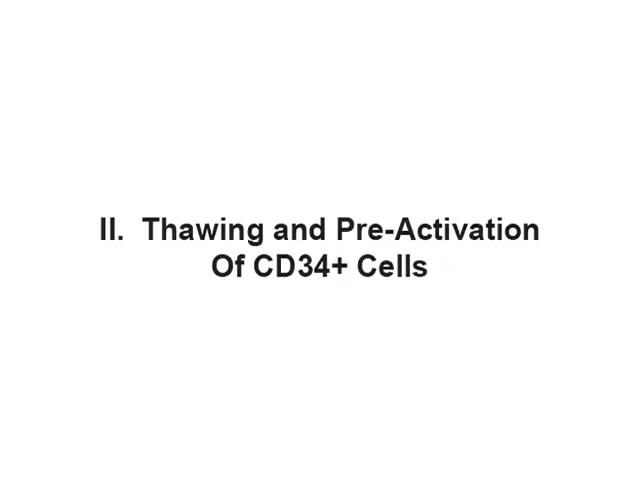 II. Thawing and Pre-Activation
Of CD34+ Cells